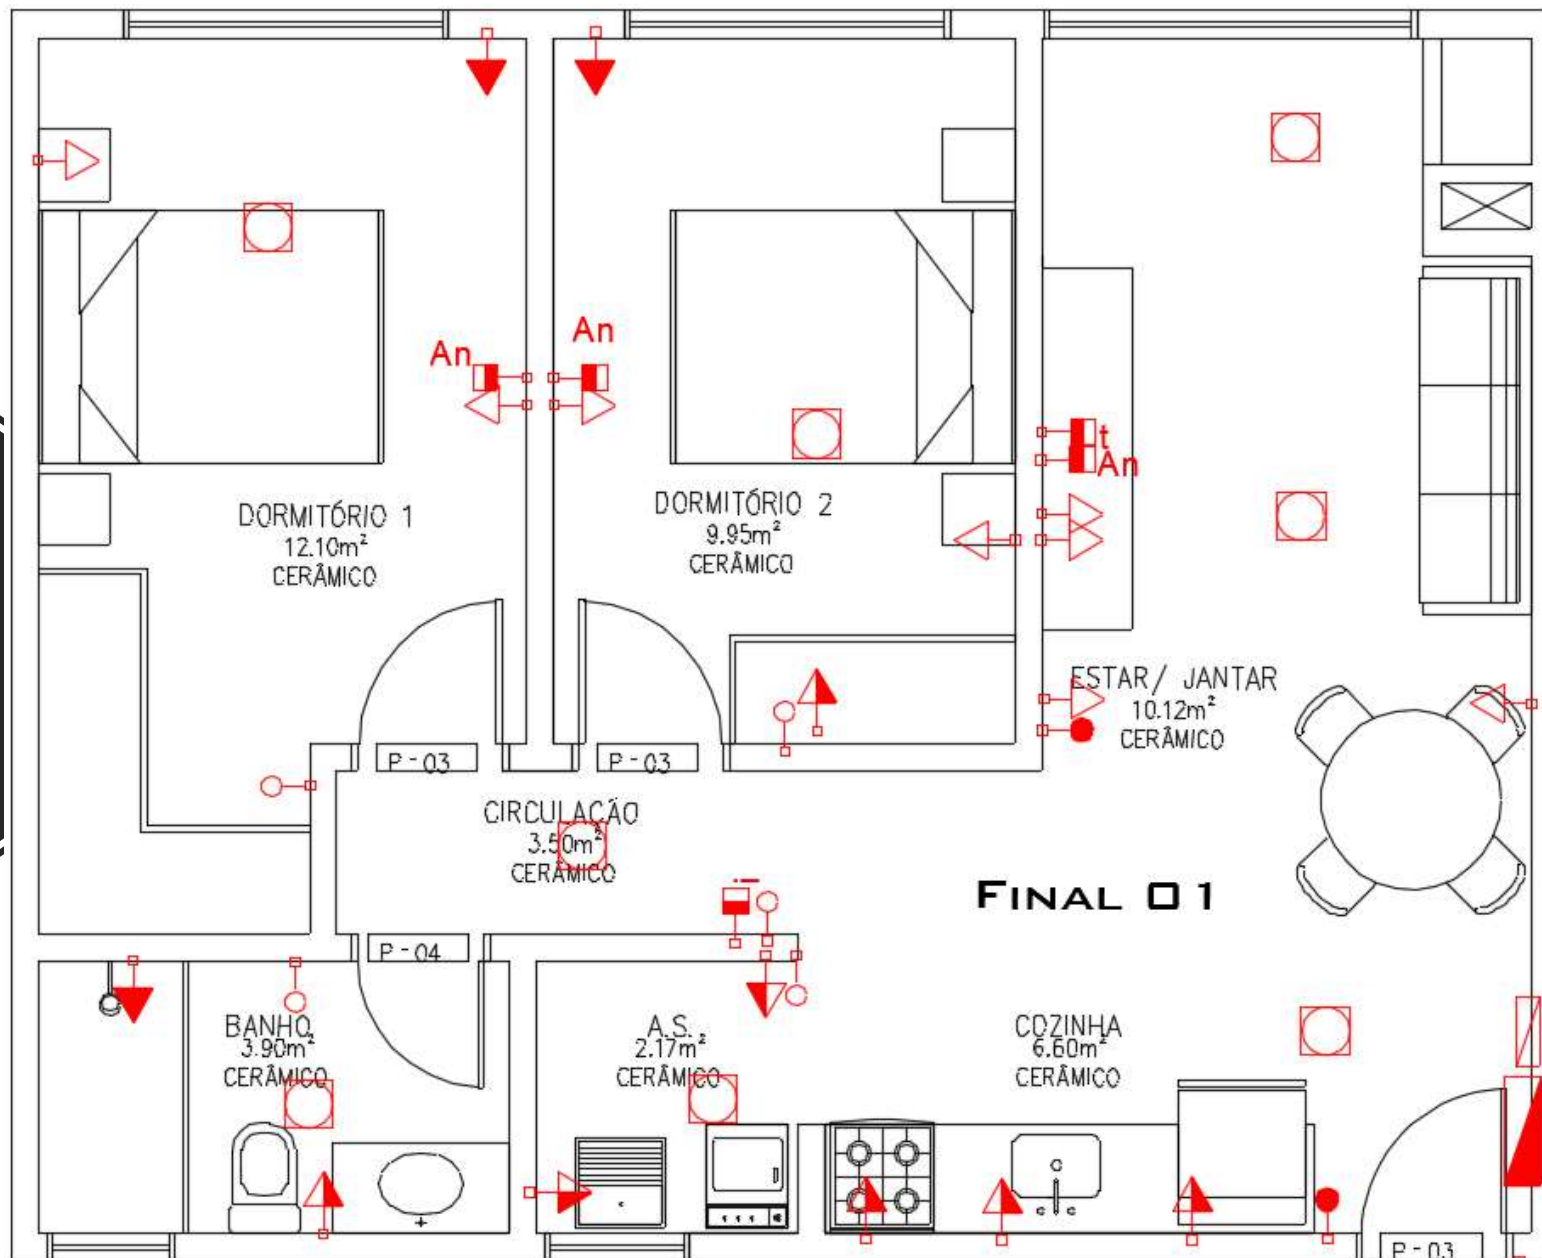 An
An
DORMITÓRIO 1
12.10m²
CERÂMICO
DORMITÓRIO 2
9.95m²
CERÂMICO
t
An
ESTAR/ JANTAR
10.12m²
CERÂMICO
P-03
P-03
CIRCULAÇÃO
3.50m²
CERÂMICO
FINAL 01
P-04
BANHO
3.90m²
CERÂMICO
A.S.
2.17m²
CERÂMICO
COZINHA
6.60m²
CERÂMICO
P-03